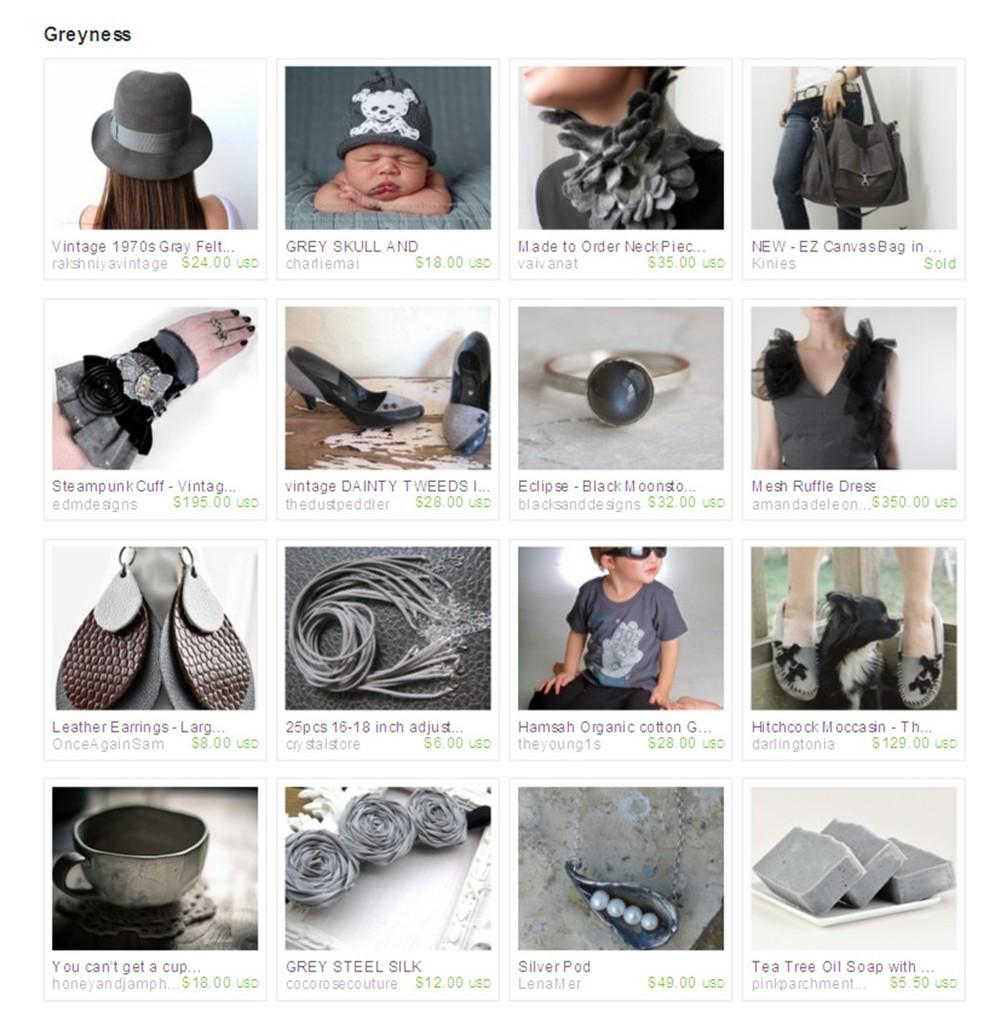 Greyness
Vintage 1970s Gray Felt...
rakshniyavintage $24.00 USD
GREY SKULL AND
charliemai $18.00 USD
Made to Order Neck Piec...
vaivanat $35.00 USD
NEW - EZ Canvas Bag in ...
Kinies Sold
Steampunk Cuff - Vintag...
edmdesigns $195.00 USD
vintage DAINTY TWEEDS I...
thedustpeddler $28.00 USD
Eclipse - Black Moonsto...
blacksanddesigns $32.00 USD
Mesh Ruffle Dress
amandadeleon... $350.00 USD
Leather Earrings - Larg...
OnceAgainSam $8.00 USD
25pcs 16-18 inch adjust...
crystalstore $6.00 USD
Hamsah Organic cotton G...
theyoung1s $28.00 USD
Hitchcock Moccasin - Th...
darlingtonia $129.00 USD
You can't get a cup...
honeyandjamph... $18.00 USD
GREY STEEL SILK
cocorosecouture $12.00 USD
Silver Pod
LenaMer $49.00 USD
Tea Tree Oil Soap with ...
pinkparchment... $5.50 USD